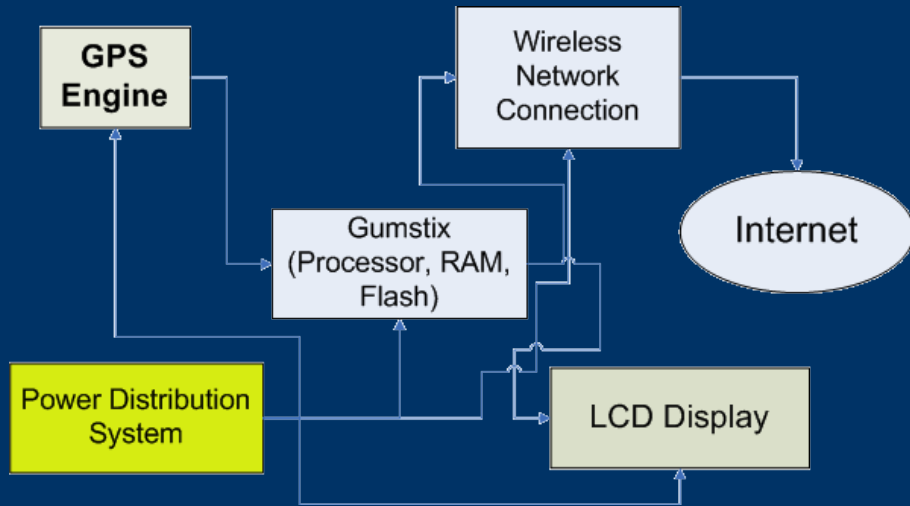 GPS
Engine
Wireless
Network
Connection
Internet
Gumstix
(Processor, RAM,
Flash)
Power Distribution
System
LCD Display